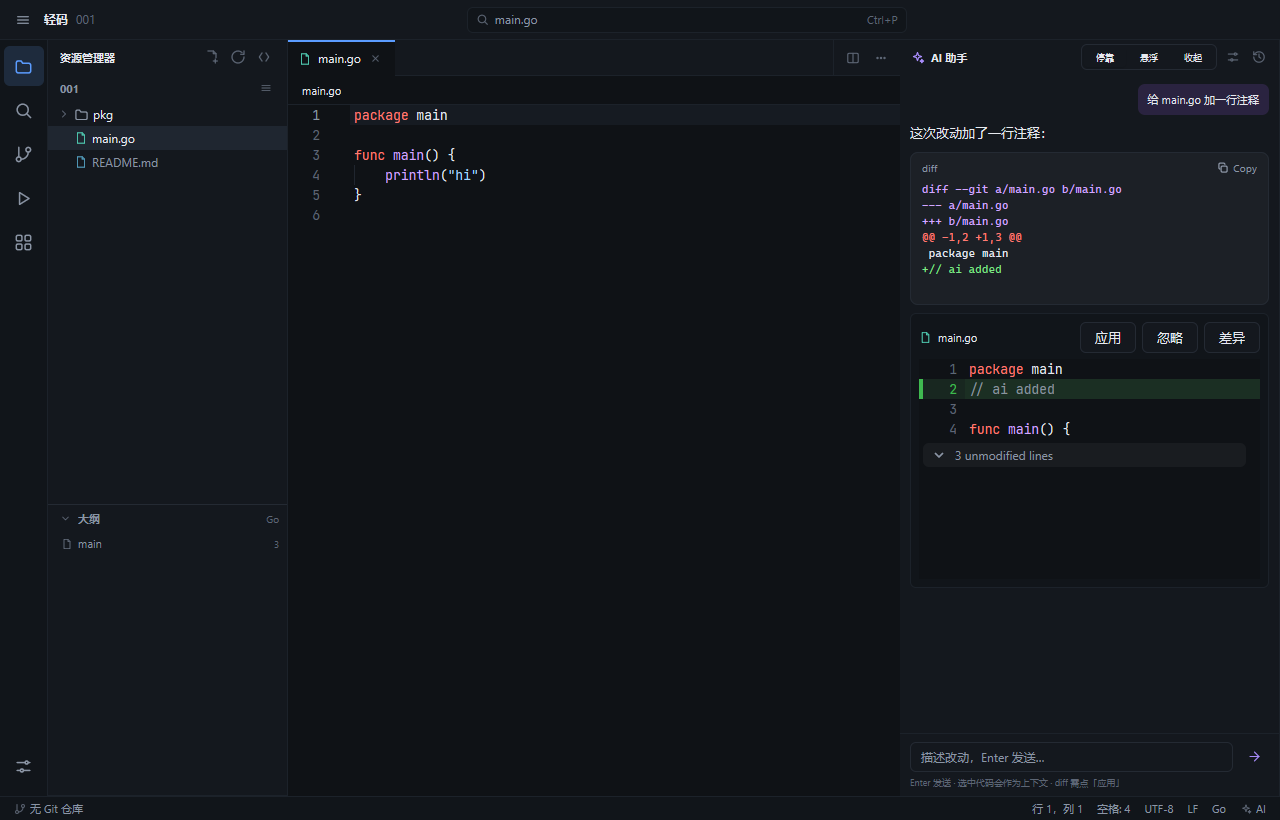 轻码 001
main.go Ctrl+P
资源管理器
001
pkg
main.go
README.md
大纲 Go
main 3
main.go
main.go
1 package main
2
3 func main() {
4 println("hi")
5 }
6
AI 助手 停靠 悬浮 收起
给 main.go 加一行注释
这次改动加了一行注释：
diff Copy
diff --git a/main.go b/main.go
--- a/main.go
+++ b/main.go
@@ -1,2 +1,3 @@
package main
+// ai added
main.go 应用 忽略 差异
1 package main
2 // ai added
3
4 func main() {
3 unmodified lines
描述改动，Enter 发送...
Enter 发送 · 选中代码会作为上下文 · diff 需点「应用」
无 Git 仓库 行 1，列 1 空格: 4 UTF-8 LF Go AI